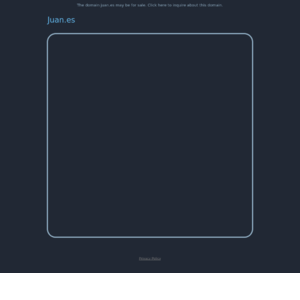 The domain juan.es may be for sale. Click here to inquire about this domain.
Juan.es
Privacy Policy